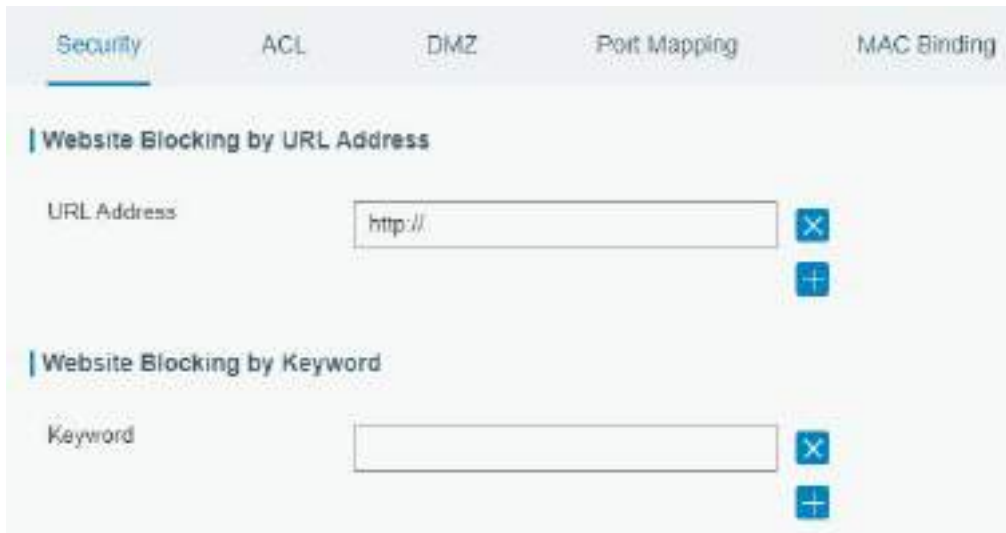 Security ACL DMZ Port Mapping MAC Binding
Website Blocking by URL Address
URL Address http://
Website Blocking by Keyword
Keyword